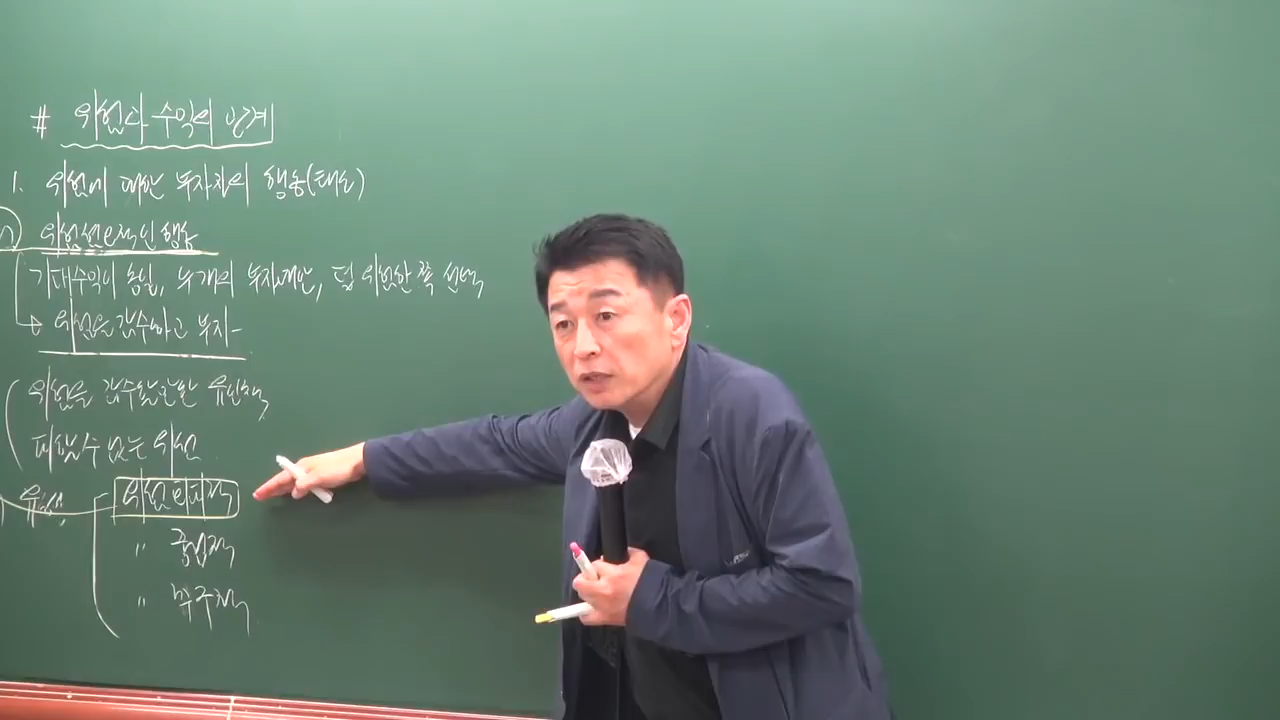 # 위험과 수익의 관계
1. 위험에 대한 투자자의 행동(태도)
위험선호적인 행동
기대수익이 동일, 두개의 투자대안, 덜 위험한 쪽 선택
위험을 감수하고 투자-
위험을 감수할만한 유인책
피할 수 없는 위험
유형 위험회피적
" 중립적
" 추구적